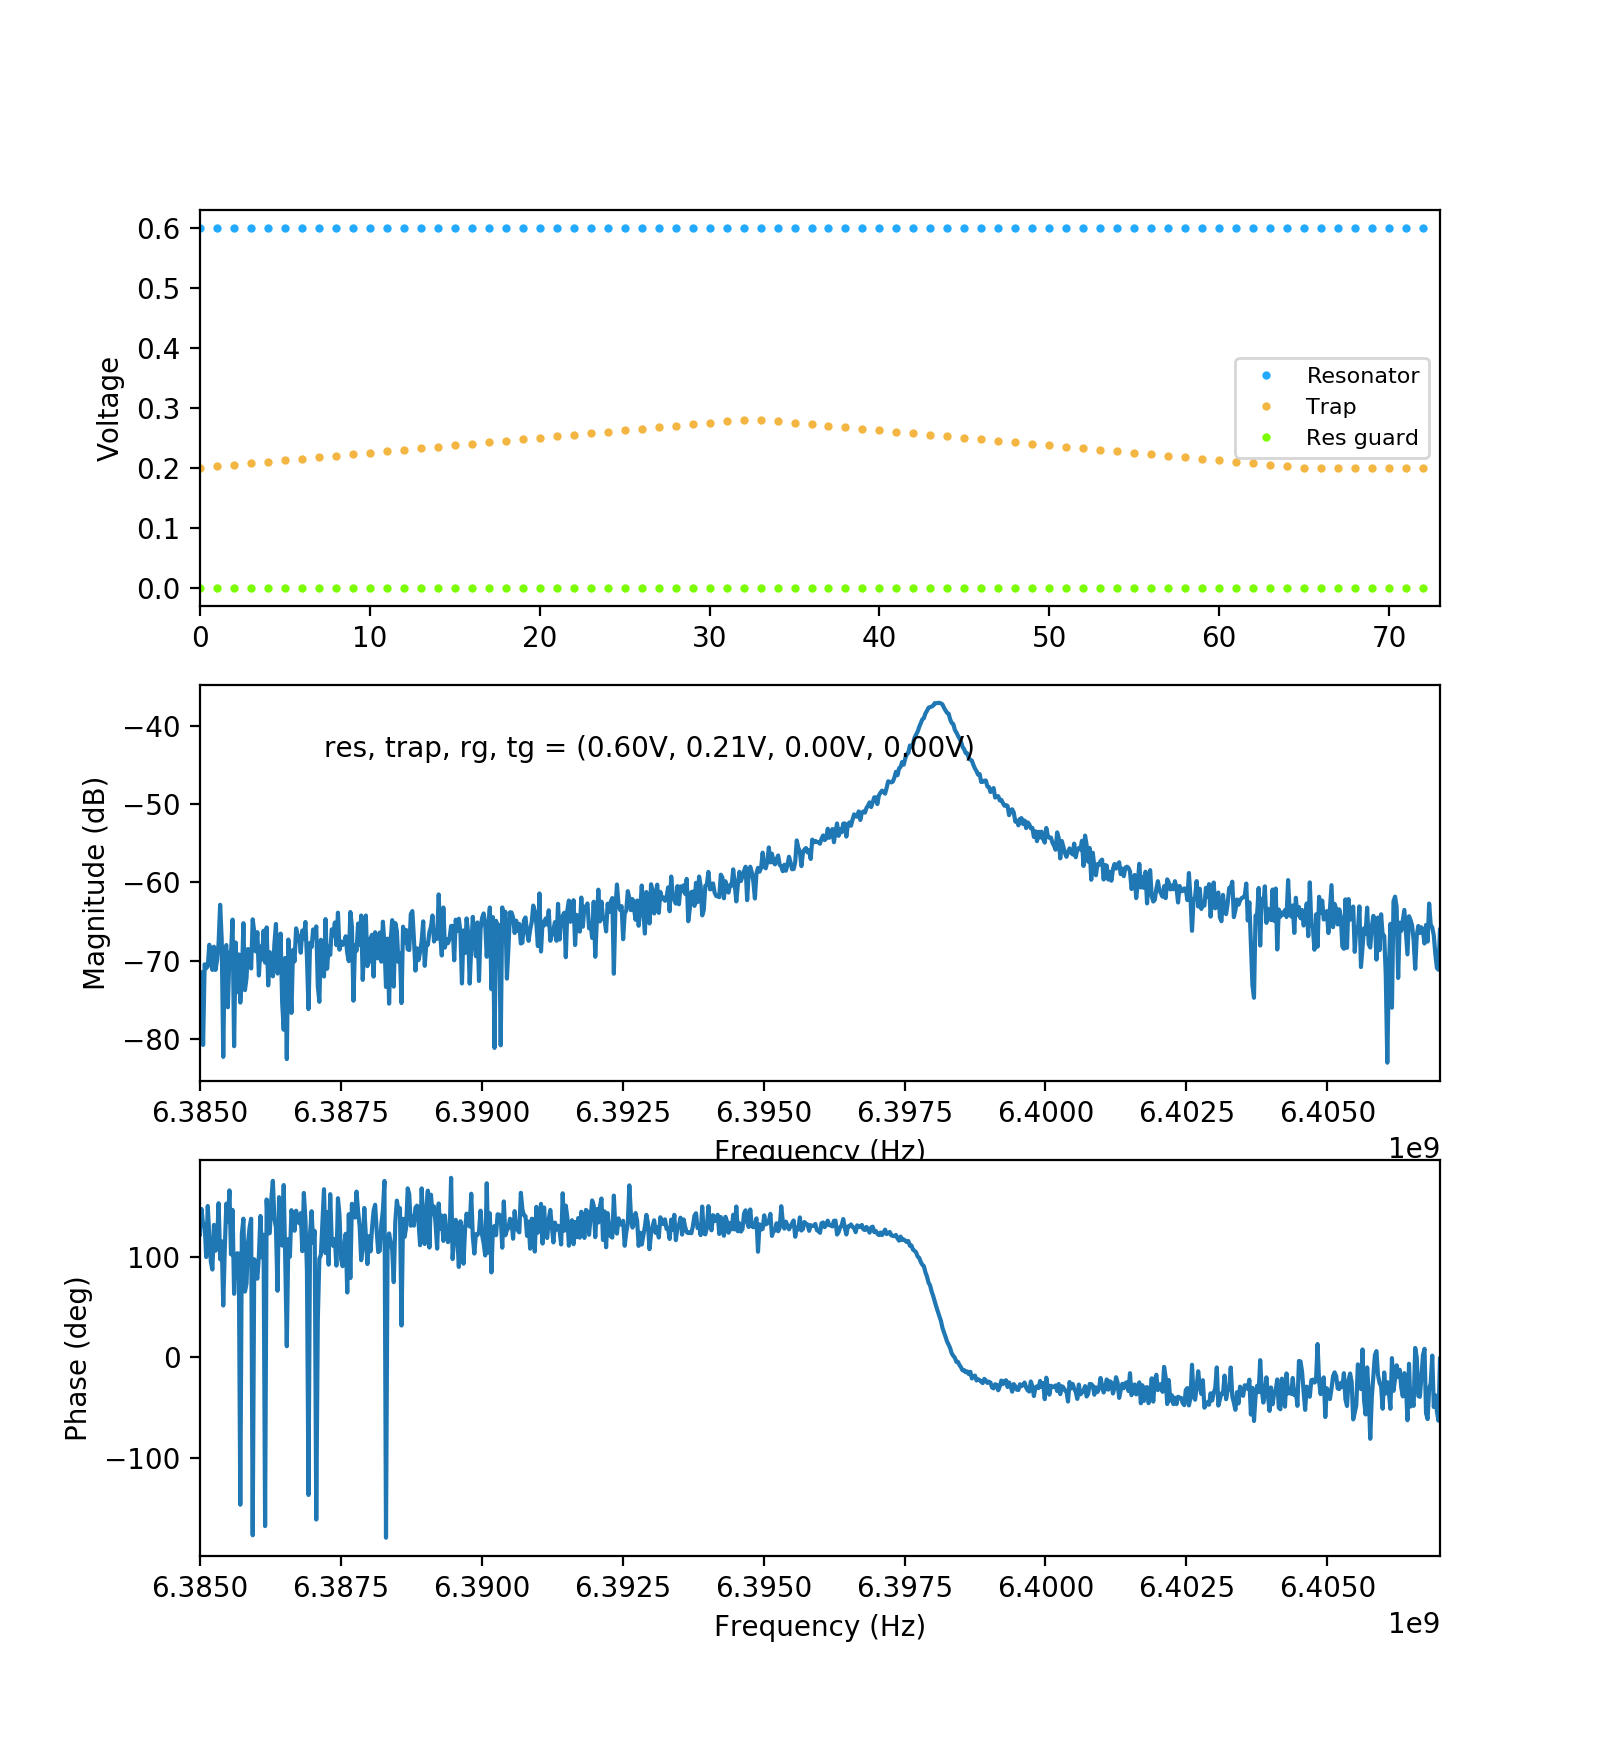 0.6
0.5
0.4
0.3
0.2
0.1
0.0
Voltage
Resonator
Trap
Res guard
0 10 20 30 40 50 60 70
−40
−50
−60
−70
−80
Magnitude (dB)
res, trap, rg, tg = (0.60V, 0.21V, 0.00V, 0.00V)
6.3850 6.3875 6.3900 6.3925 6.3950 6.3975 6.4000 6.4025 6.4050
Frequency (Hz)
1e9
100
0
−100
Phase (deg)
6.3850 6.3875 6.3900 6.3925 6.3950 6.3975 6.4000 6.4025 6.4050
Frequency (Hz)
1e9